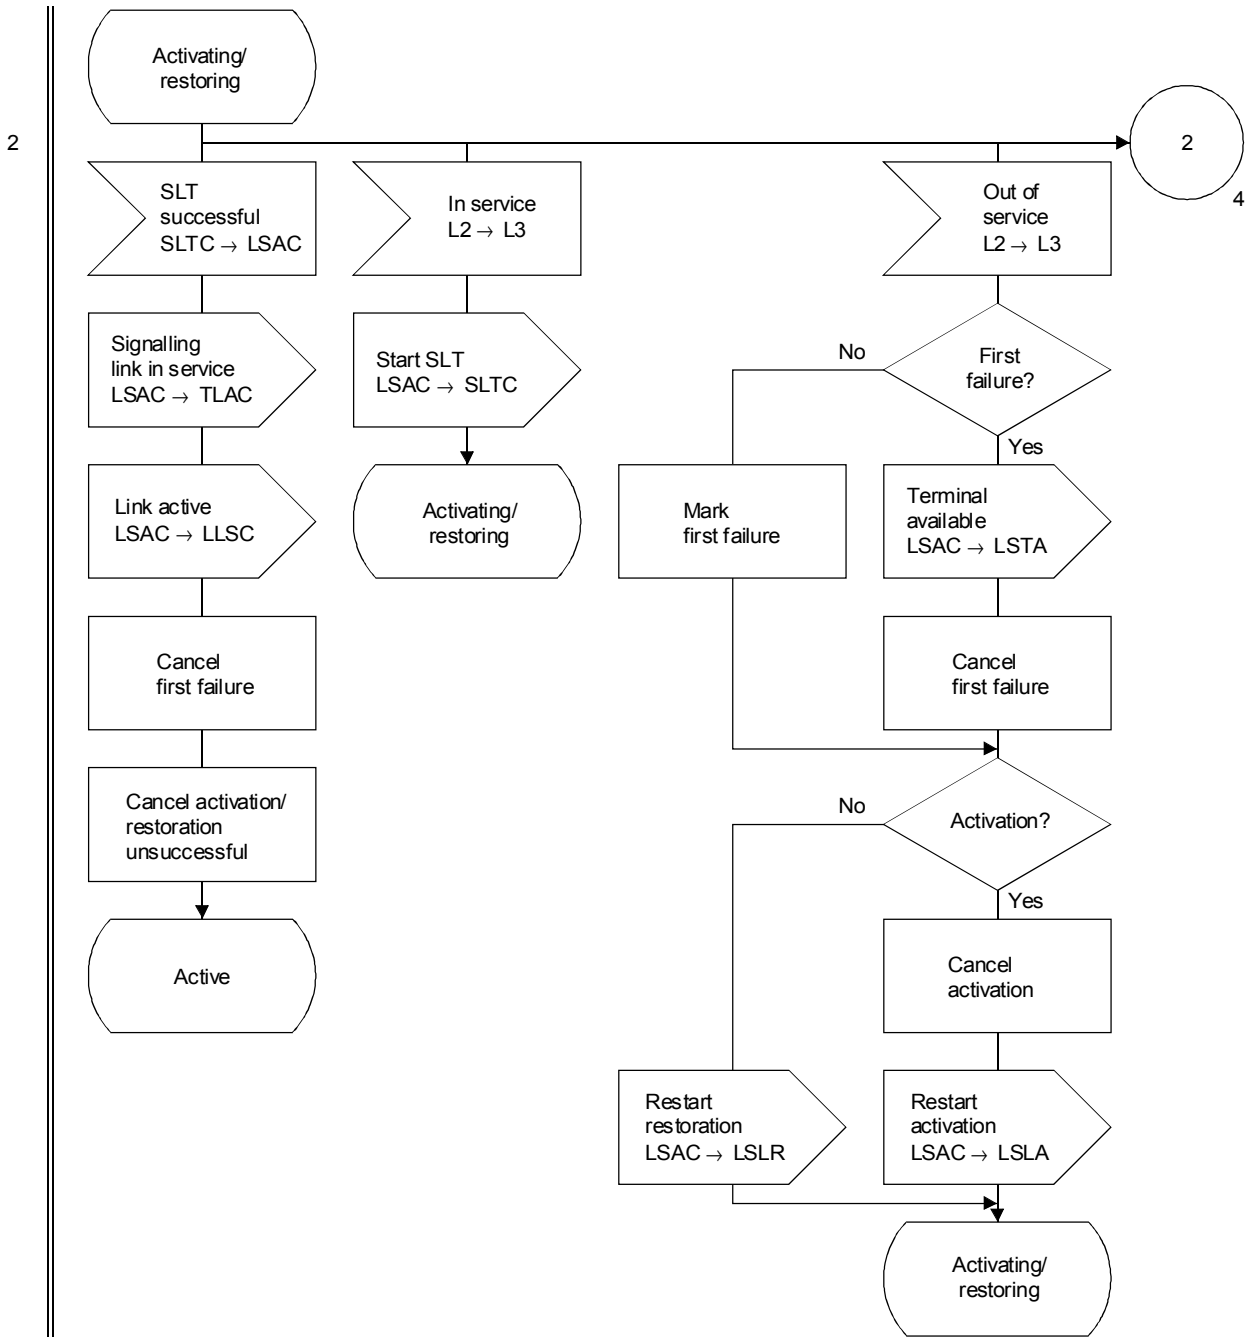 Activating/
restoring
2
2
4
SLT
successful
SLTC → LSAC
In service
L2 → L3
Out of
service
L2 → L3
Signalling
link in service
LSAC → TLAC
Start SLT
LSAC → SLTC
No
First
failure?
Yes
Link active
LSAC → LLSC
Activating/
restoring
Mark
first failure
Terminal
available
LSAC → LSTA
Cancel
first failure
Cancel
first failure
Cancel activation/
restoration
unsuccessful
No
Activation?
Yes
Active
Cancel
activation
Restart
restoration
LSAC → LSLR
Restart
activation
LSAC → LSLA
Activating/
restoring